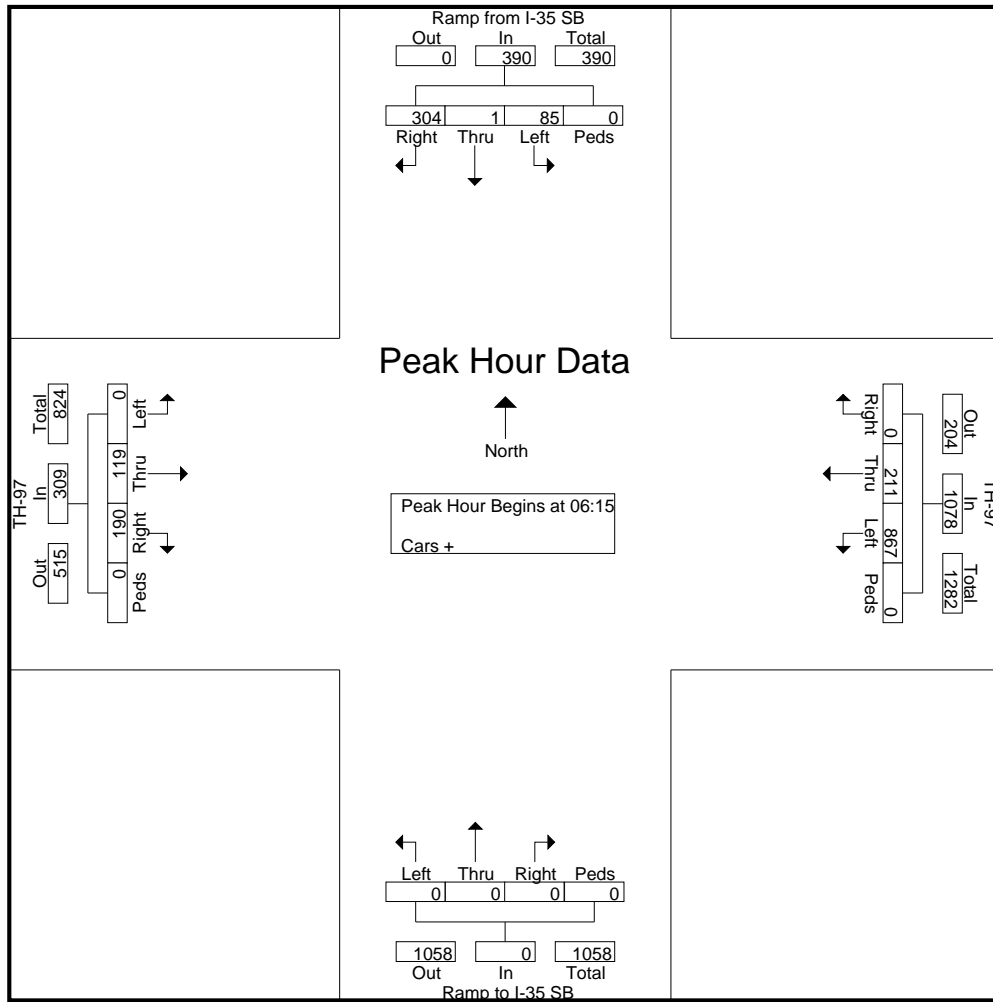 Ramp from I-35 SB
Out In Total
0 390 390
304 1 85 0
Right Thru Left Peds
Peak Hour Data
North
Peak Hour Begins at 06:15
Cars +
TH-97
Total In Out
824 309 515
0 119 190 0
Left Thru Right Peds
TH-97
Out In Total
204 1078 1282
0 211 867 0
Right Thru Left Peds
Left Thru Right Peds
0 0 0 0
1058 0 1058
Out In Total
Ramp to I-35 SB